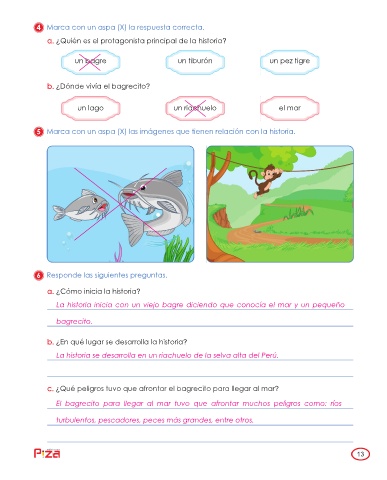 4 Marca con un aspa (X) la respuesta correcta.
a. ¿Quién es el protagonista principal de la historia?
un bagre un tiburón un pez tigre
b. ¿Dónde vivía el bagrecito?
un lago un riachuelo el mar
5 Marca con un aspa (X) las imágenes que tienen relación con la historia.
6 Responde las siguientes preguntas.
a. ¿Cómo inicia la historia?
La historia inicia con un viejo bagre diciendo que conocía el mar y un pequeño
bagrecito.
b. ¿En qué lugar se desarrolla la historia?
La historia se desarrolla en un riachuelo de la selva alta del Perú.
c. ¿Qué peligros tuvo que afrontar el bagrecito para llegar al mar?
El bagrecito para llegar al mar tuvo que afrontar muchos peligros como; ríos
turbulentos, pescadores, peces más grandes, entre otros.
Piza 13